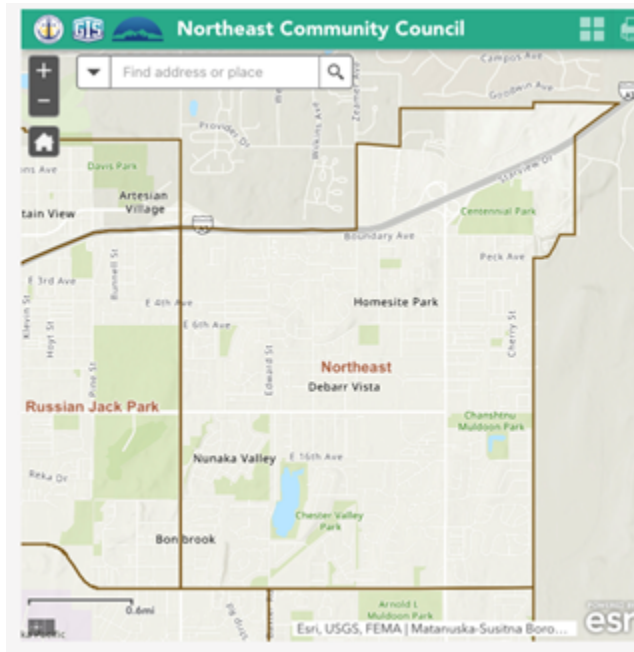 GIS
Northeast Community Council
+
Find address or place
−
Campos Ave
Goodwin Ave
Zeamer Ave
Wilkins Ave
Provider Dr
Davis Park
Starview Dr
Artesian
Village
Centennial Park
tain View
Boundary Ave
Peck Ave
Bunnell St
E 3rd Ave
E 4th Ave
Homesite Park
Klevin St
Hoyt St
E 6th Ave
Cherry St
Edward St
Pine St
Northeast
Debarr Vista
Russian Jack Park
Chanshtnu
Muldoon Park
Nunaka Valley
E 16th Ave
Reka Dr
Chester Valley
Park
0.6mi
Arnold L
Muldoon Park
Esri, USGS, FEMA | Matanuska-Susitna Boro...
esri